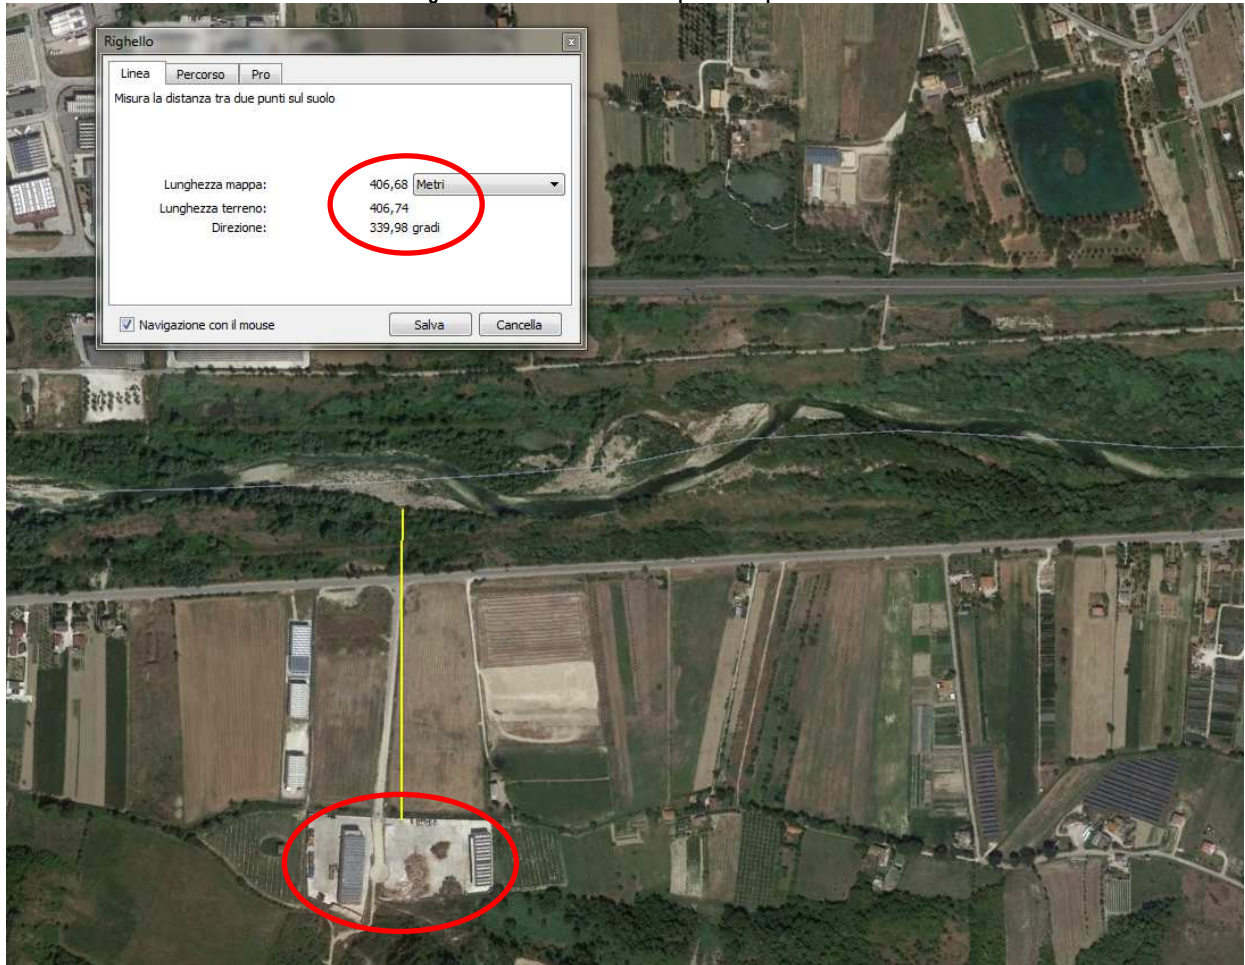 Righello
x
Linea Percorso Pro
Misura la distanza tra due punti sul suolo
Lunghezza mappa: 406,68 Metri
Lunghezza terreno: 406,74
Direzione: 339,98 gradi
Navigazione con il mouse Salva Cancella